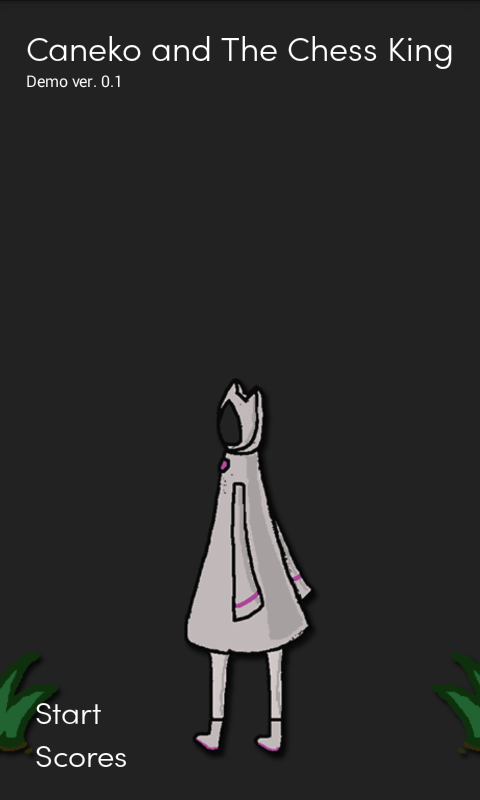 Caneko and The Chess King
Demo ver. 0.1
Start
Scores